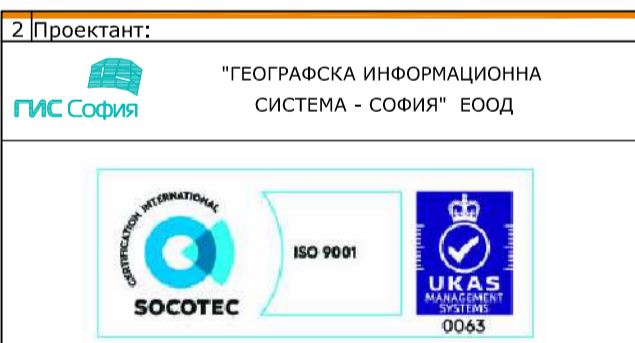 2 Проектант:
"ГЕОГРАФСКА ИНФОРМАЦИОННА
СИСТЕМА - СОФИЯ" ЕООД
ГИС София
CERTIFICATION INTERNATIONAL
SOCOTEC
ISO 9001
UKAS
MANAGEMENT
SYSTEMS
0063